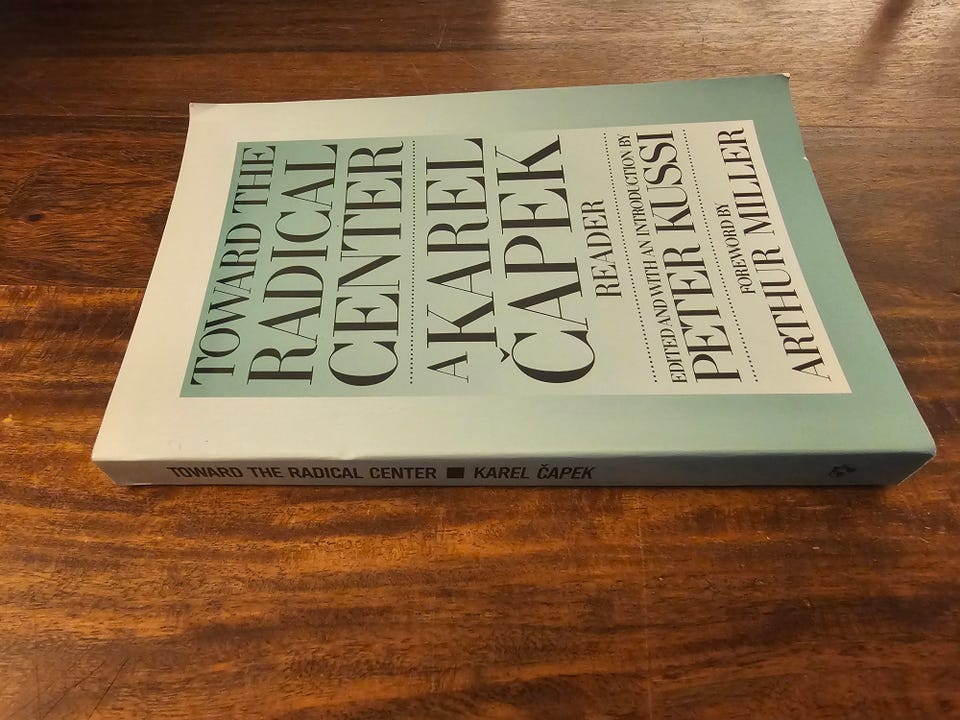 TOWARD THE
RADICAL
CENTER
A KAREL
ČAPEK
READER
EDITED AND WITH AN INTRODUCTION BY
PETER KUSSI
FOREWORD BY
ARTHUR MILLER
TOWARD THE RADICAL CENTER ■ KAREL ČAPEK